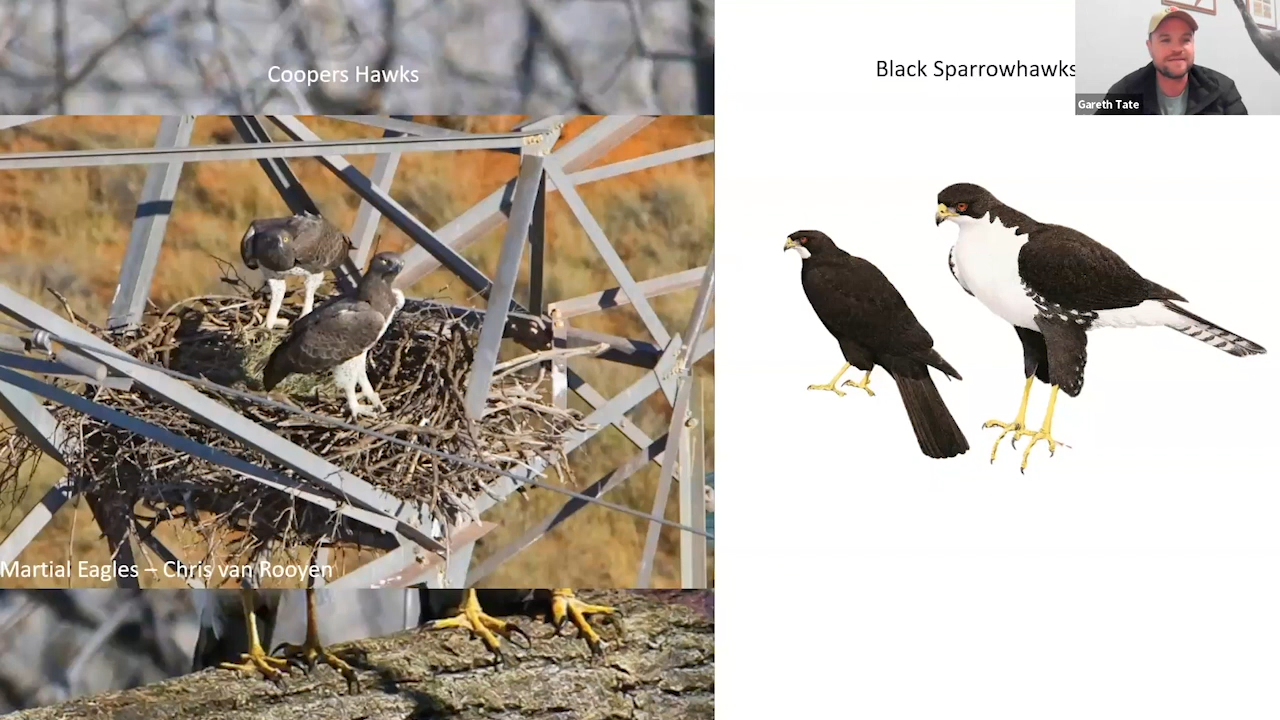 Coopers Hawks
Black Sparrowhawks
Gareth Tate
Martial Eagles – Chris van Rooyen